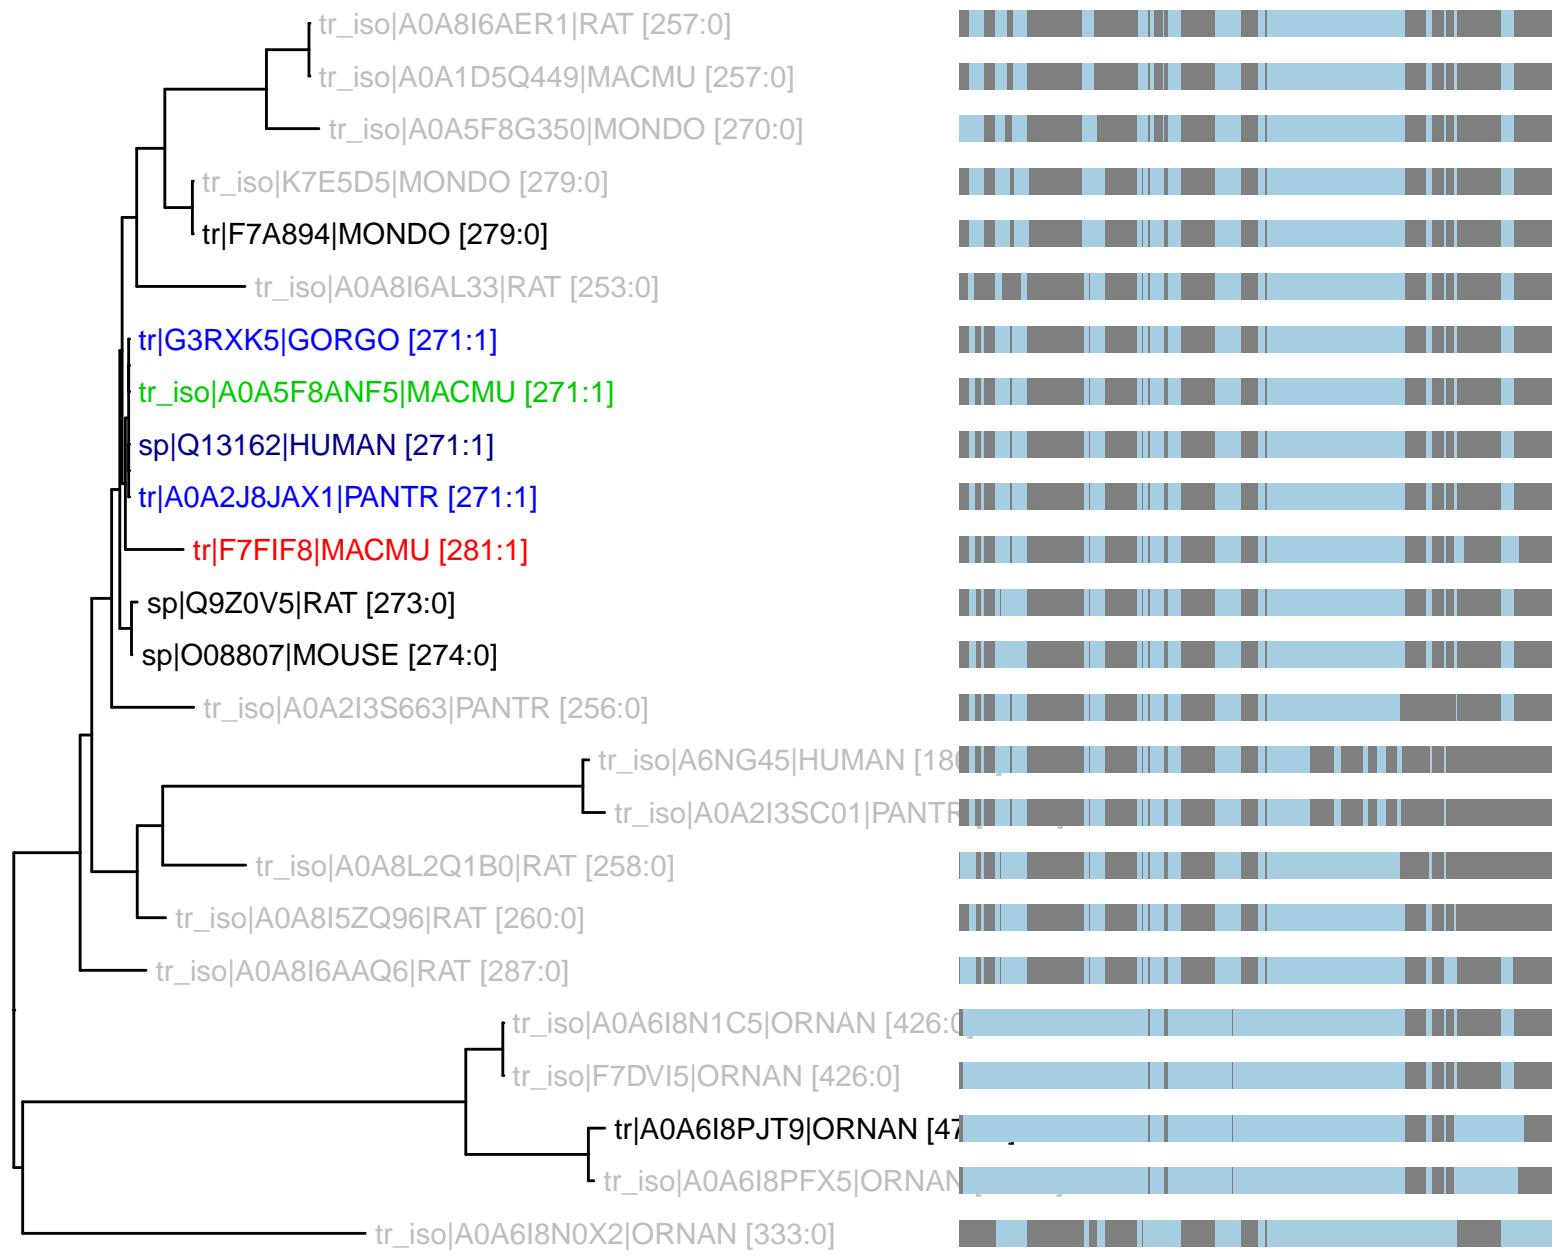 tr_iso|A0A8I6AER1|RAT [257:0]
tr_iso|A0A1D5Q449|MACMU [257:0]
tr_iso|A0A5F8G350|MONDO [270:0]
tr_iso|K7E5D5|MONDO [279:0]
tr|F7A894|MONDO [279:0]
tr_iso|A0A8I6AL33|RAT [253:0]
tr|G3RXK5|GORGO [271:1]
tr_iso|A0A5F8ANF5|MACMU [271:1]
sp|Q13162|HUMAN [271:1]
tr|A0A2J8JAX1|PANTR [271:1]
tr|F7FIF8|MACMU [281:1]
sp|Q9Z0V5|RAT [273:0]
sp|O08807|MOUSE [274:0]
tr_iso|A0A2I3S663|PANTR [256:0]
tr_iso|A6NG45|HUMAN
tr_iso|A0A2I3SC01|PANTR
tr_iso|A0A8L2Q1B0|RAT [258:0]
tr_iso|A0A8I5ZQ96|RAT [260:0]
tr_iso|A0A8I6AAQ6|RAT [287:0]
tr_iso|A0A6I8N1C5|ORNAN [426:0]
tr_iso|F7DVI5|ORNAN [426:0]
tr|A0A6I8PJT9|ORNAN
tr_iso|A0A6I8PFX5|ORNAN
tr_iso|A0A6I8N0X2|ORNAN [333:0]